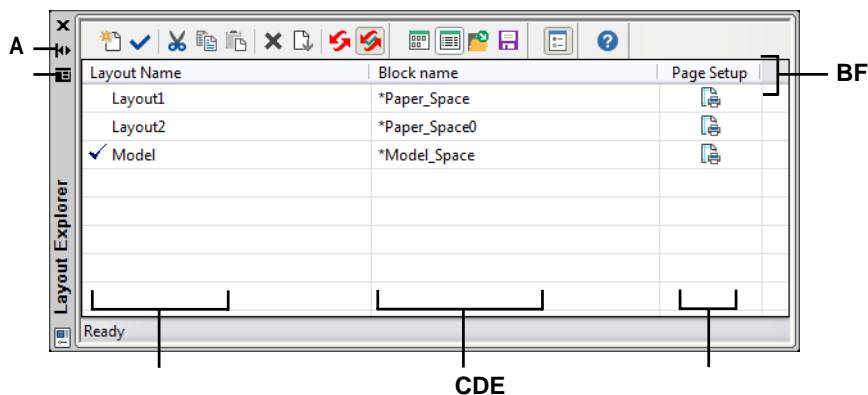 A
BF
Layout Name Block name Page Setup
Layout1 *Paper_Space
Layout2 *Paper_Space0
Model *Model_Space
Layout Explorer
Ready
CDE